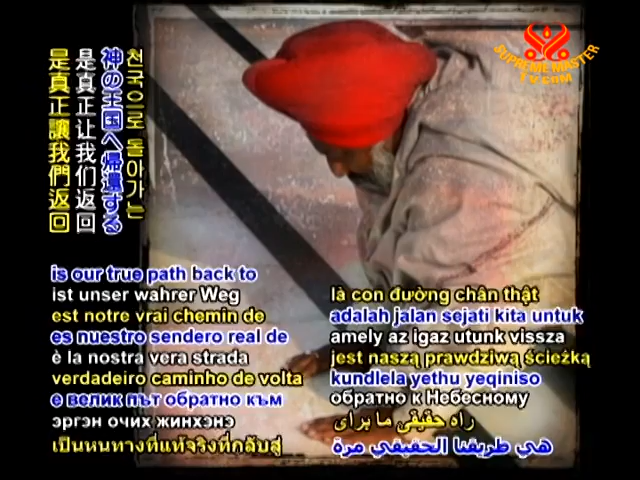 SUPREME MASTER
TV.COM
천국으로 돌아가는
神の王国へ帰還する
是真正让我们返回
是真正讓我們返回
is our true path back to
ist unser wahrer Weg
est notre vrai chemin de
es nuestro sendero real de
è la nostra vera strada
verdadeiro caminho de volta
е велик път обратно към
эргэн очих жинхэнэ
เป็นหนทางที่แท้จริงที่กลับสู่
là con đường chân thật
adalah jalan sejati kita untuk
amely az igaz utunk vissza
jest naszą prawdziwą ścieżką
kundlela yethu yeqiniso
обратно к Небесному
راه حقیقی ما برای
هي طريقنا الحقيقي مرة